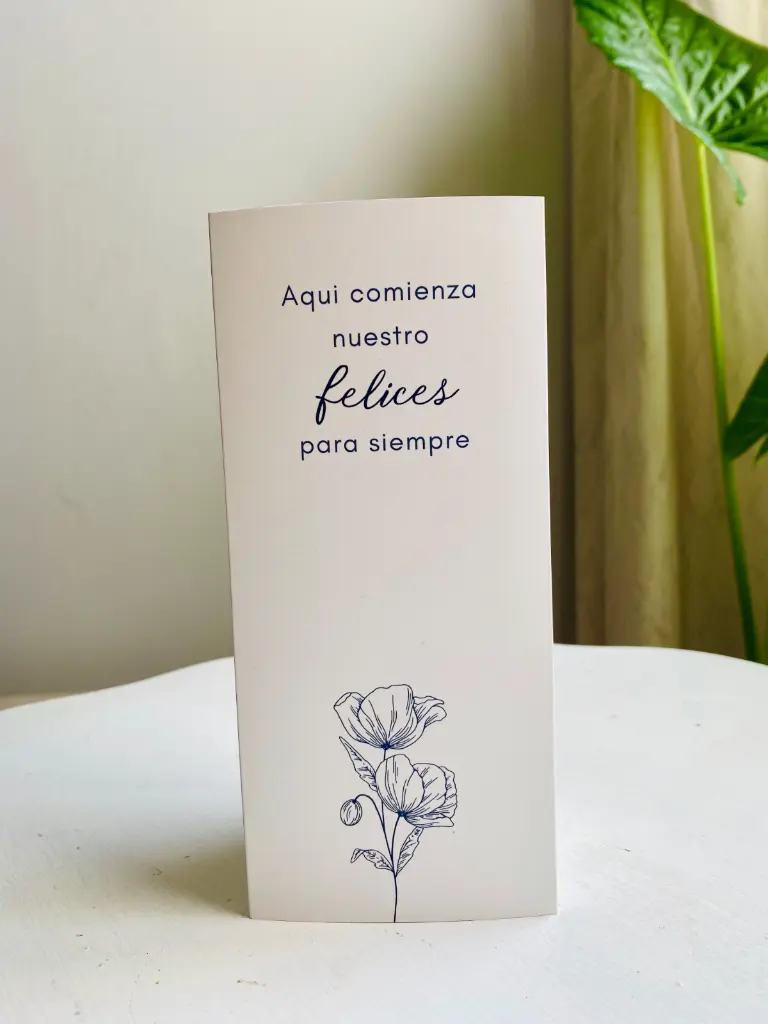 Aqui comienza
nuestro
felices
para siempre